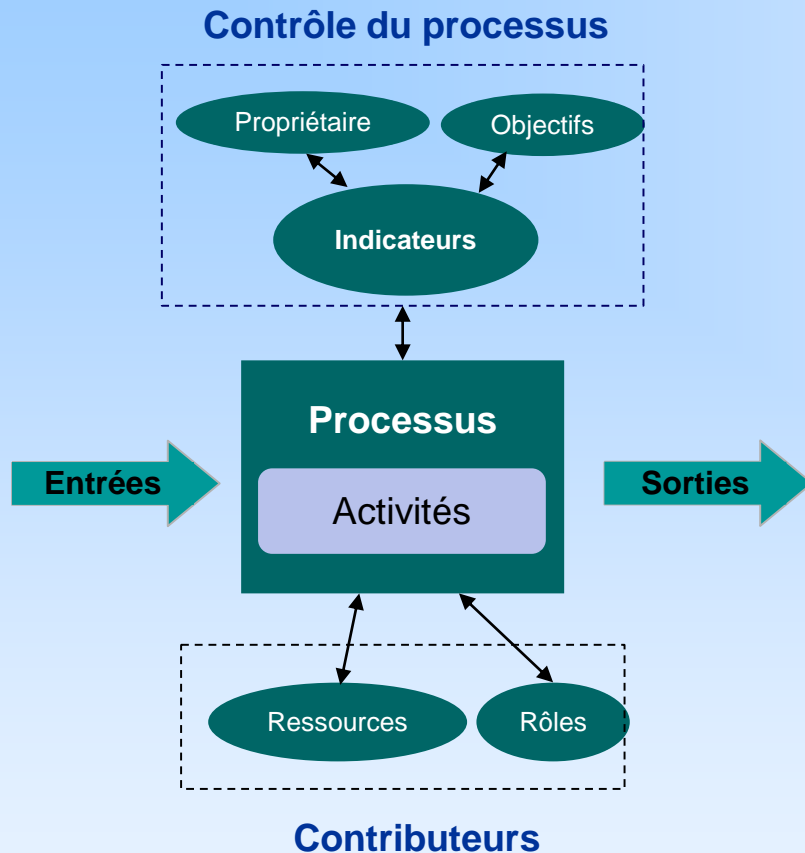 Contrôle du processus
Propriétaire
Objectifs
Indicateurs
Processus
Entrées
Activités
Sorties
Ressources
Rôles
Contributeurs